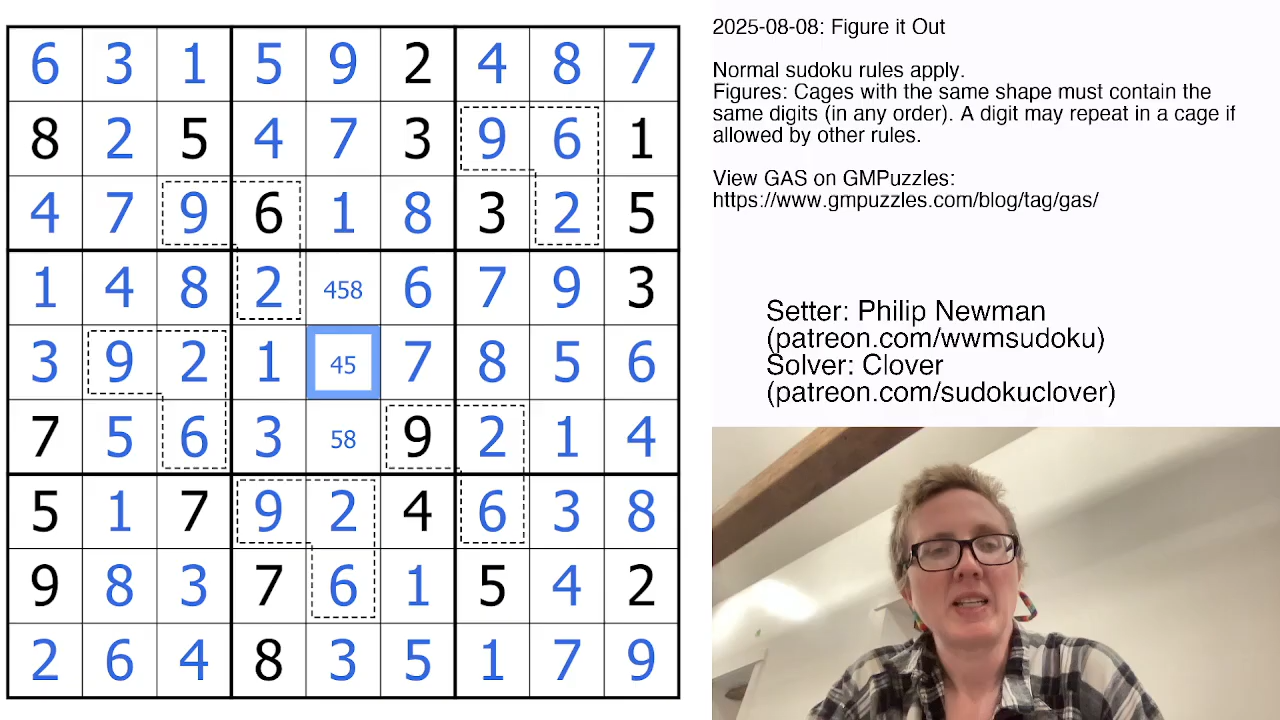 6 3 1 5 9 2 4 8 7
8 2 5 4 7 3 9 6 1
4 7 9 6 1 8 3 2 5
1 4 8 2 458 6 7 9 3
3 9 2 1 45 7 8 5 6
7 5 6 3 58 9 2 1 4
5 1 7 9 2 4 6 3 8
9 8 3 7 6 1 5 4 2
2 6 4 8 3 5 1 7 9
2025-08-08: Figure it Out
Normal sudoku rules apply.
Figures: Cages with the same shape must contain the
same digits (in any order). A digit may repeat in a cage if
allowed by other rules.
View GAS on GMPuzzles:
https://www.gmpuzzles.com/blog/tag/gas/
Setter: Philip Newman
(patreon.com/wwmsudoku)
Solver: Clover
(patreon.com/sudokuclover)